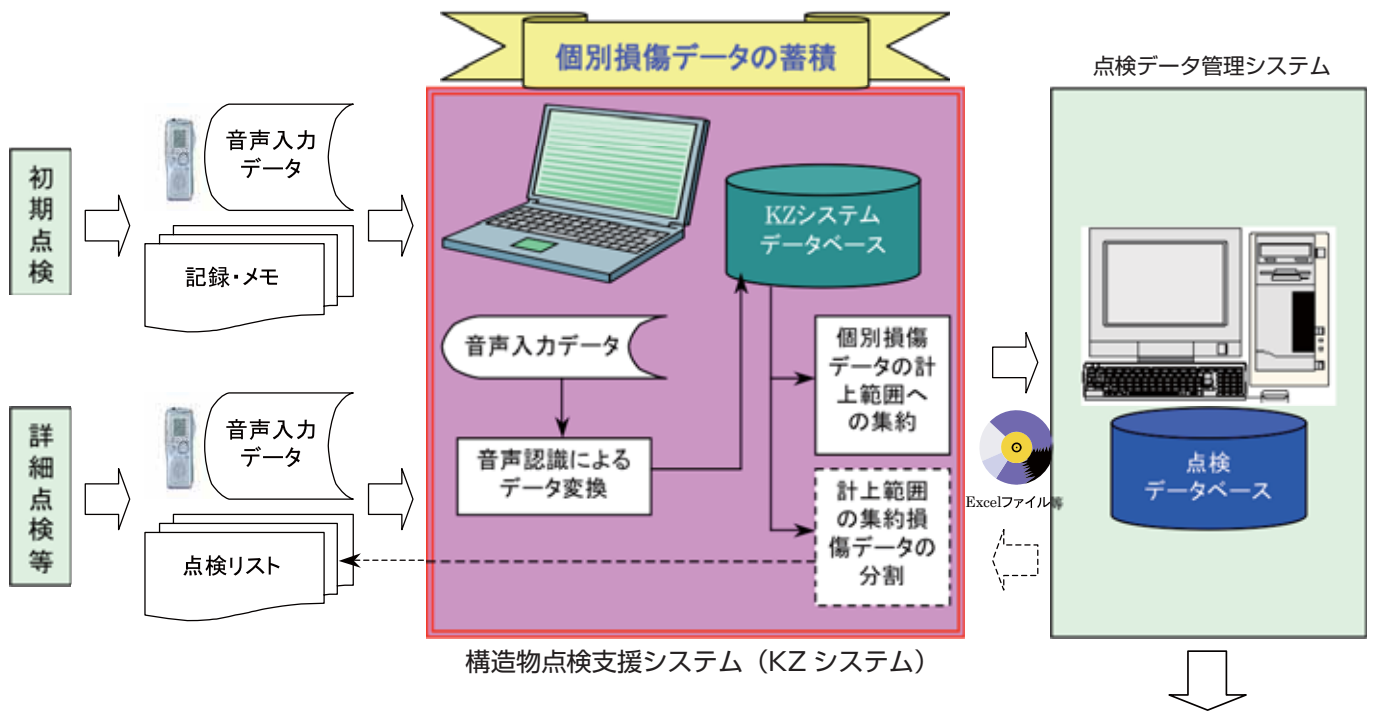 個別損傷データの蓄積
点検データ管理システム
初
期
点
検
音声入力
データ
記録・メモ
KZシステム
データベース
音声入力データ
音声認識による
データ変換
個別損傷
データの計
上範囲へ
の集約
計上範囲
の集約損
傷データの
分割
詳
細
点
検
等
音声入力
データ
点検リスト
Excelファイル等
点検
データベース
構造物点検支援システム（KZ システム）